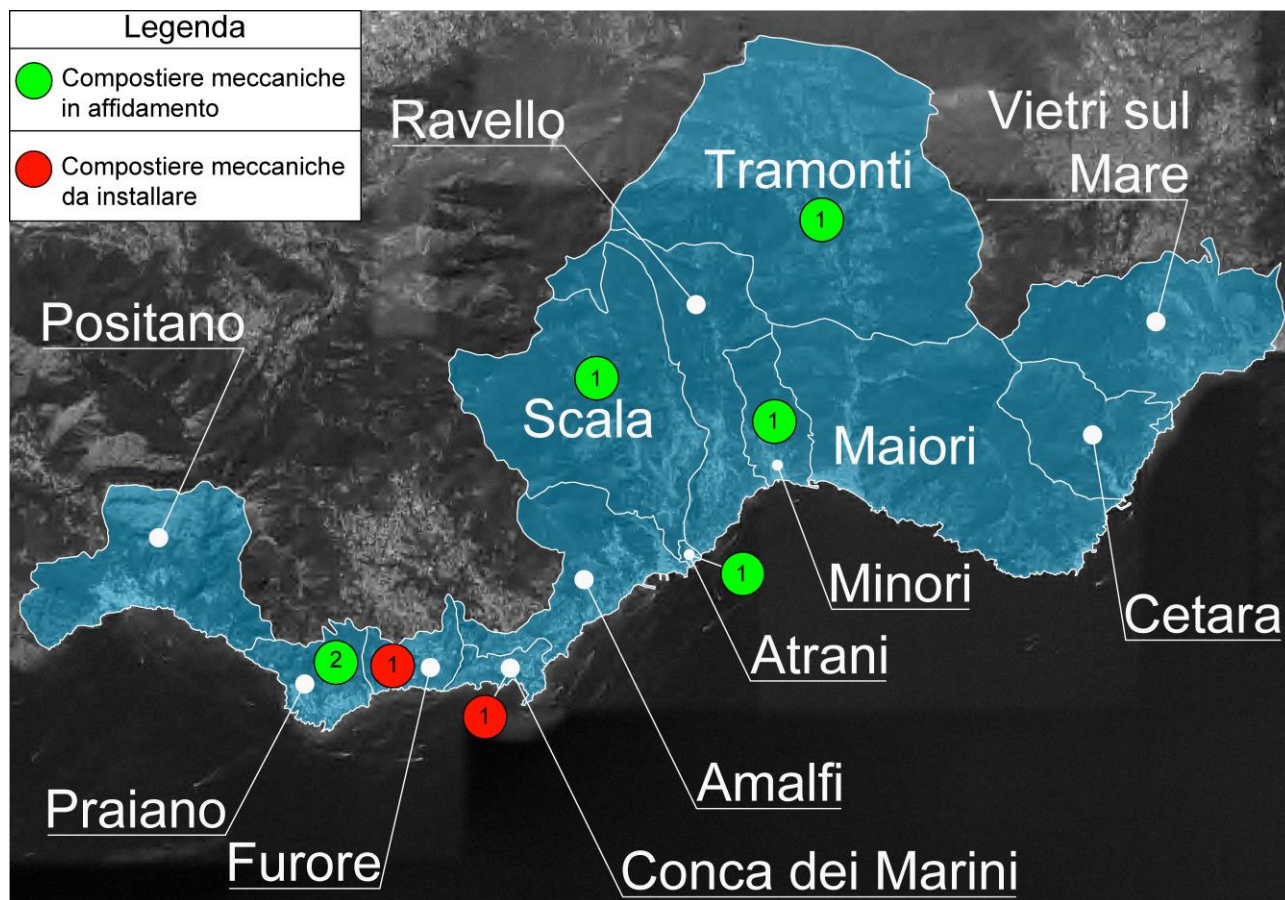 Legenda
Compostiere meccaniche
in affidamento
Compostiere meccaniche
da installare
Ravello
Vietri sul
Mare
Tramonti
1
Positano
1
Scala
1
Maiori
1
Minori
Cetara
Atrani
2
1
1
Amalfi
Praiano
Furore
Conca dei Marini